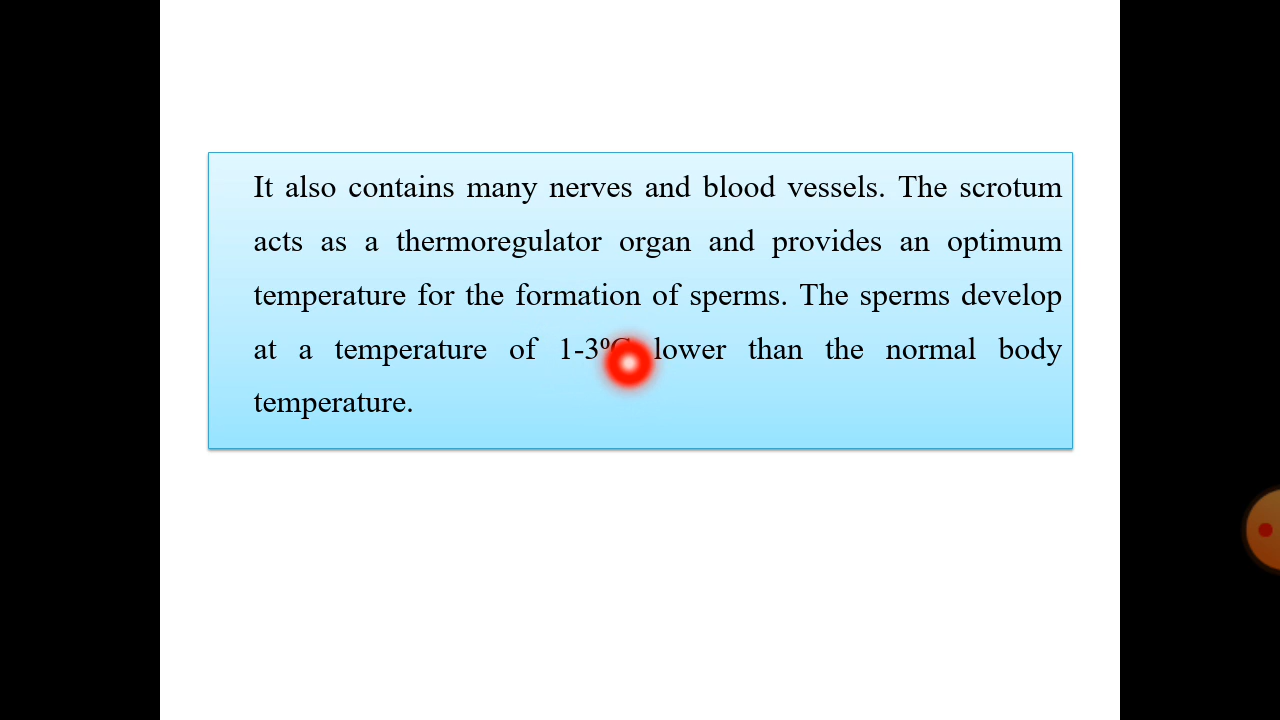 It also contains many nerves and blood vessels. The scrotum
acts as a thermoregulator organ and provides an optimum
temperature for the formation of sperms. The sperms develop
at a temperature of 1-3⁰C lower than the normal body
temperature.